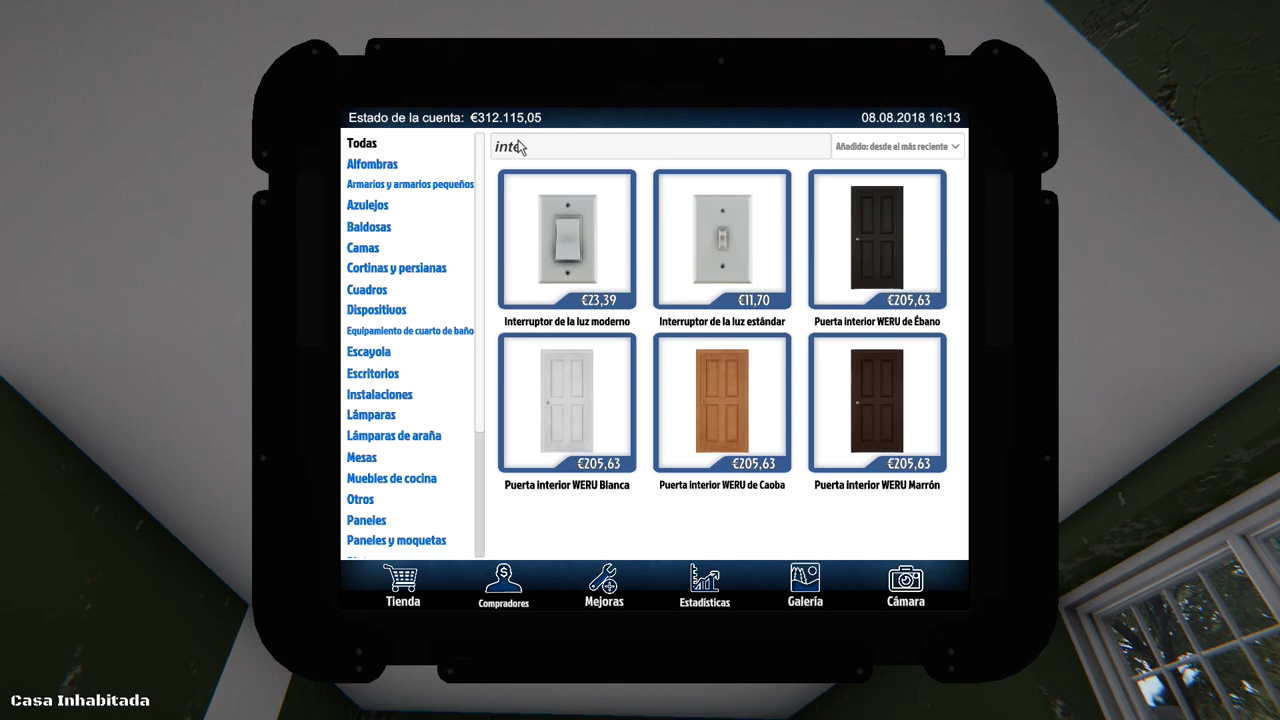 Estado de la cuenta: €312.115,05
08.08.2018 16:13
Todas
Alfombras
Armarios y armarios pequeños
Azulejos
Baldosas
Camas
Cortinas y persianas
Cuadros
Dispositivos
Equipamiento de cuarto de baño
Escayola
Escritorios
Instalaciones
Lámparas
Lámparas de araña
Mesas
Muebles de cocina
Otros
Paneles
Paneles y moquetas
inte
Añadido: desde el más reciente
€23,39
€11,70
€205,63
Interruptor de la luz moderno
Interruptor de la luz estándar
Puerta interior WERU de Ébano
€205,63
€205,63
€205,63
Puerta interior WERU Blanca
Puerta interior WERU de Caoba
Puerta interior WERU Marrón
Tienda
Compradores
Mejoras
Estadísticas
Galería
Cámara
Casa Inhabitada